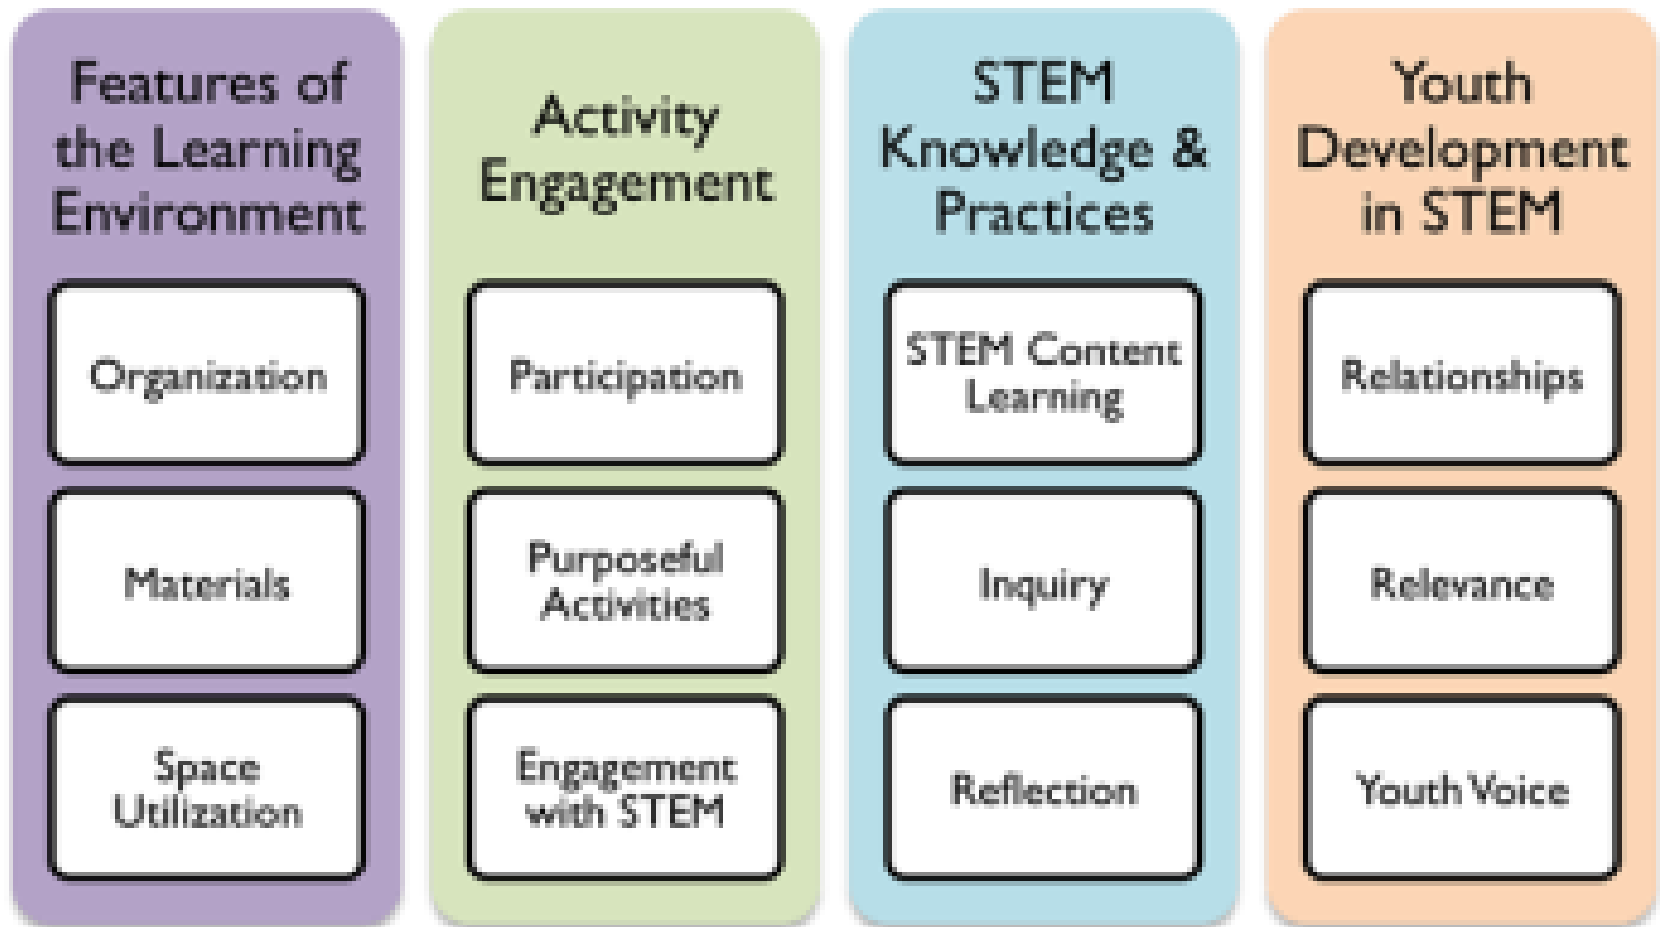 Features of
the Learning
Environment
Organization
Materials
Space
Utilization
Activity
Engagement
Participation
Purposeful
Activities
Engagement
with STEM
STEM
Knowledge &
Practices
STEM Content
Learning
Inquiry
Reflection
Youth
Development
in STEM
Relationships
Relevance
Youth Voice